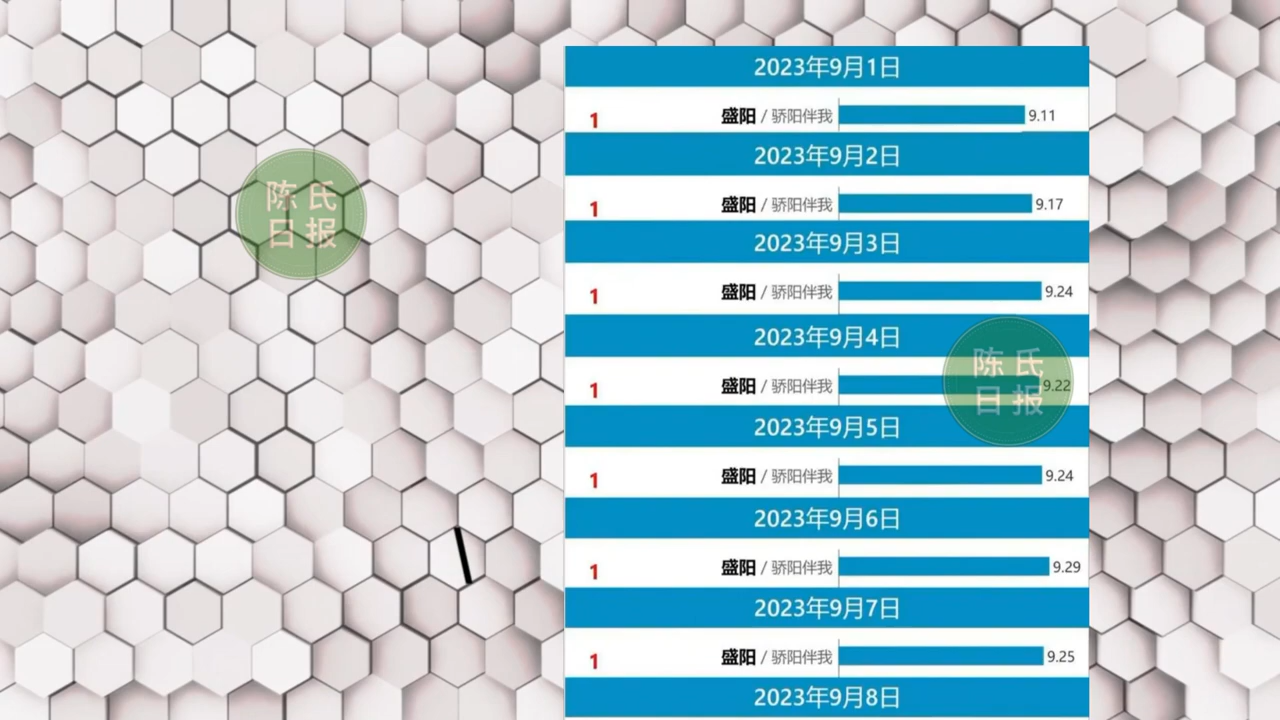 陈氏
日报
2023年9月1日
1 盛阳 / 骄阳伴我 9.11
2023年9月2日
1 盛阳 / 骄阳伴我 9.17
2023年9月3日
1 盛阳 / 骄阳伴我 9.24
2023年9月4日
1 盛阳 / 骄阳伴我 9.22
陈氏
日报
2023年9月5日
1 盛阳 / 骄阳伴我 9.24
2023年9月6日
1 盛阳 / 骄阳伴我 9.29
2023年9月7日
1 盛阳 / 骄阳伴我 9.25
2023年9月8日